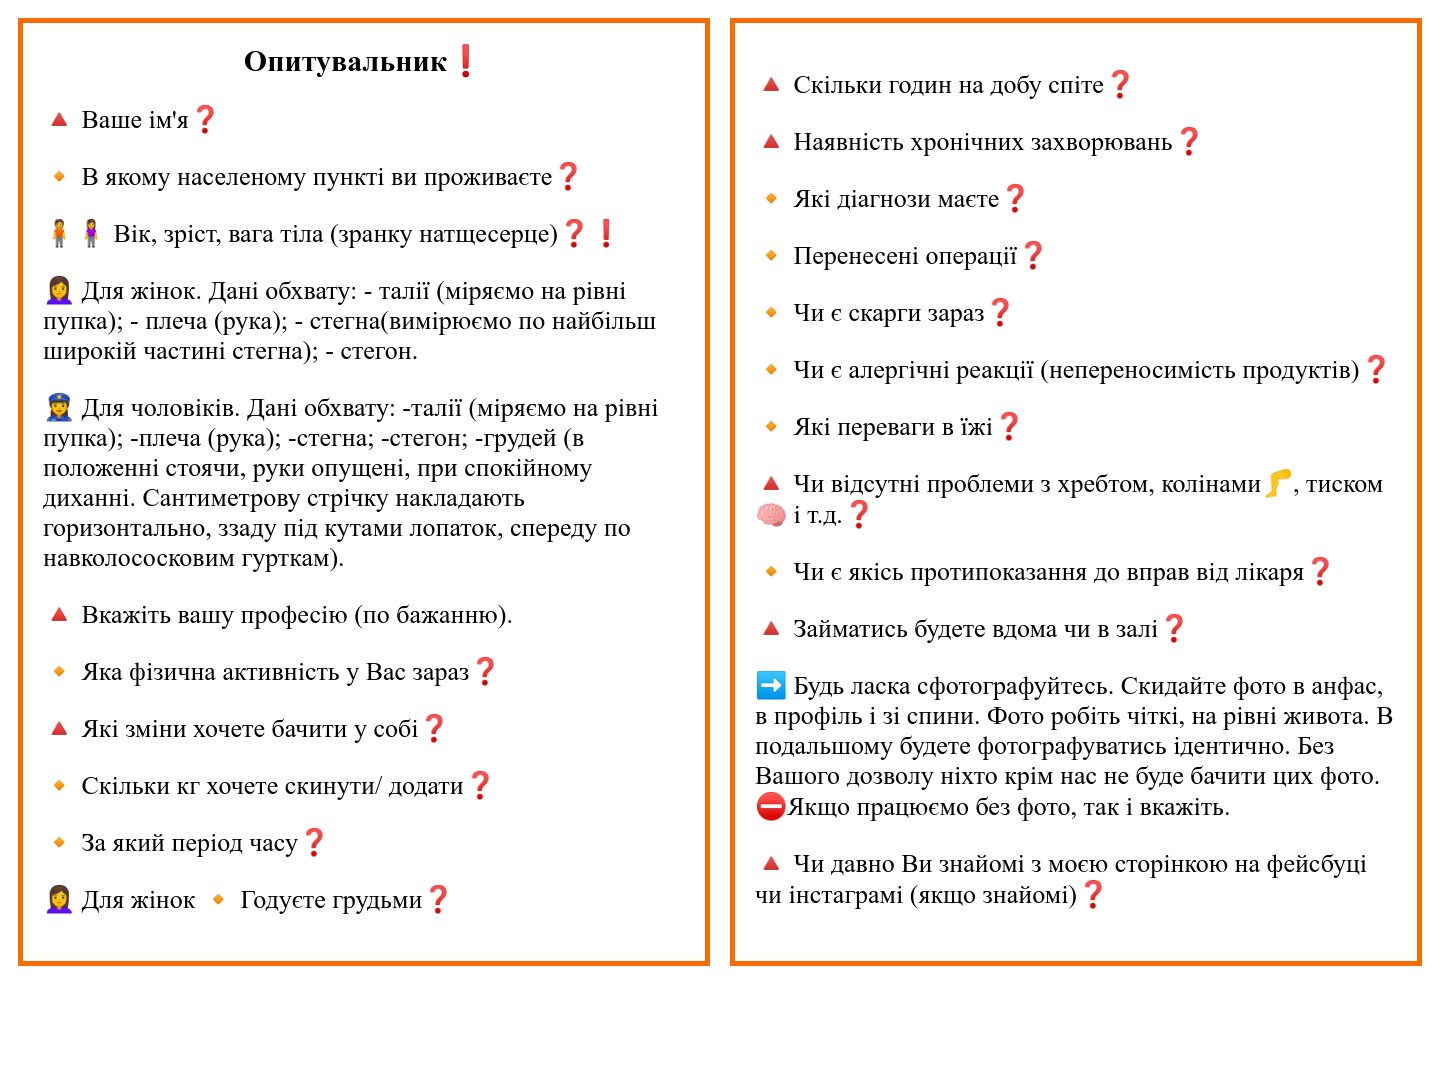 Опитувальник❗
🔺 Ваше ім'я❓
🔸 В якому населеному пункті ви проживаєте❓
🧍🧍‍♀️ Вік, зріст, вага тіла (зранку натщесерце)❓❗
🙎‍♀️ Для жінок. Дані обхвату: - талії (міряємо на рівні
пупка); - плеча (рука); - стегна(вимірюємо по найбільш
широкій частині стегна); - стегон.
👮‍♀️ Для чоловіків. Дані обхвату: -талії (міряємо на рівні
пупка); -плеча (рука); -стегна; -стегон; -грудей (в
положенні стоячи, руки опущені, при спокійному
диханні. Сантиметрову стрічку накладають
горизонтально, ззаду під кутами лопаток, спереду по
навколососковим гурткам).
🔺 Вкажіть вашу професію (по бажанню).
🔸 Яка фізична активність у Вас зараз❓
🔺 Які зміни хочете бачити у собі❓
🔸 Скільки кг хочете скинути/ додати❓
🔸 За який період часу❓
🙎‍♀️ Для жінок 🔸 Годуєте грудьми❓
🔺 Скільки годин на добу спіте❓
🔺 Наявність хронічних захворювань❓
🔸 Які діагнози маєте❓
🔸 Перенесені операції❓
🔸 Чи є скарги зараз❓
🔸 Чи є алергічні реакції (непереносимість продуктів)❓
🔸 Які переваги в їжі❓
🔺 Чи відсутні проблеми з хребтом, колінами🦵, тиском
🧠 і т.д.❓
🔸 Чи є якісь протипоказання до вправ від лікаря❓
🔺 Займатись будете вдома чи в залі❓
➡️ Будь ласка сфотографуйтесь. Скидайте фото в анфас,
в профіль і зі спини. Фото робіть чіткі, на рівні живота. В
подальшому будете фотографуватись ідентично. Без
Вашого дозволу ніхто крім нас не буде бачити цих фото.
⛔Якщо працюємо без фото, так і вкажіть.
🔺 Чи давно Ви знайомі з моєю сторінкою на фейсбуці
чи інстаграмі (якщо знайомі)❓